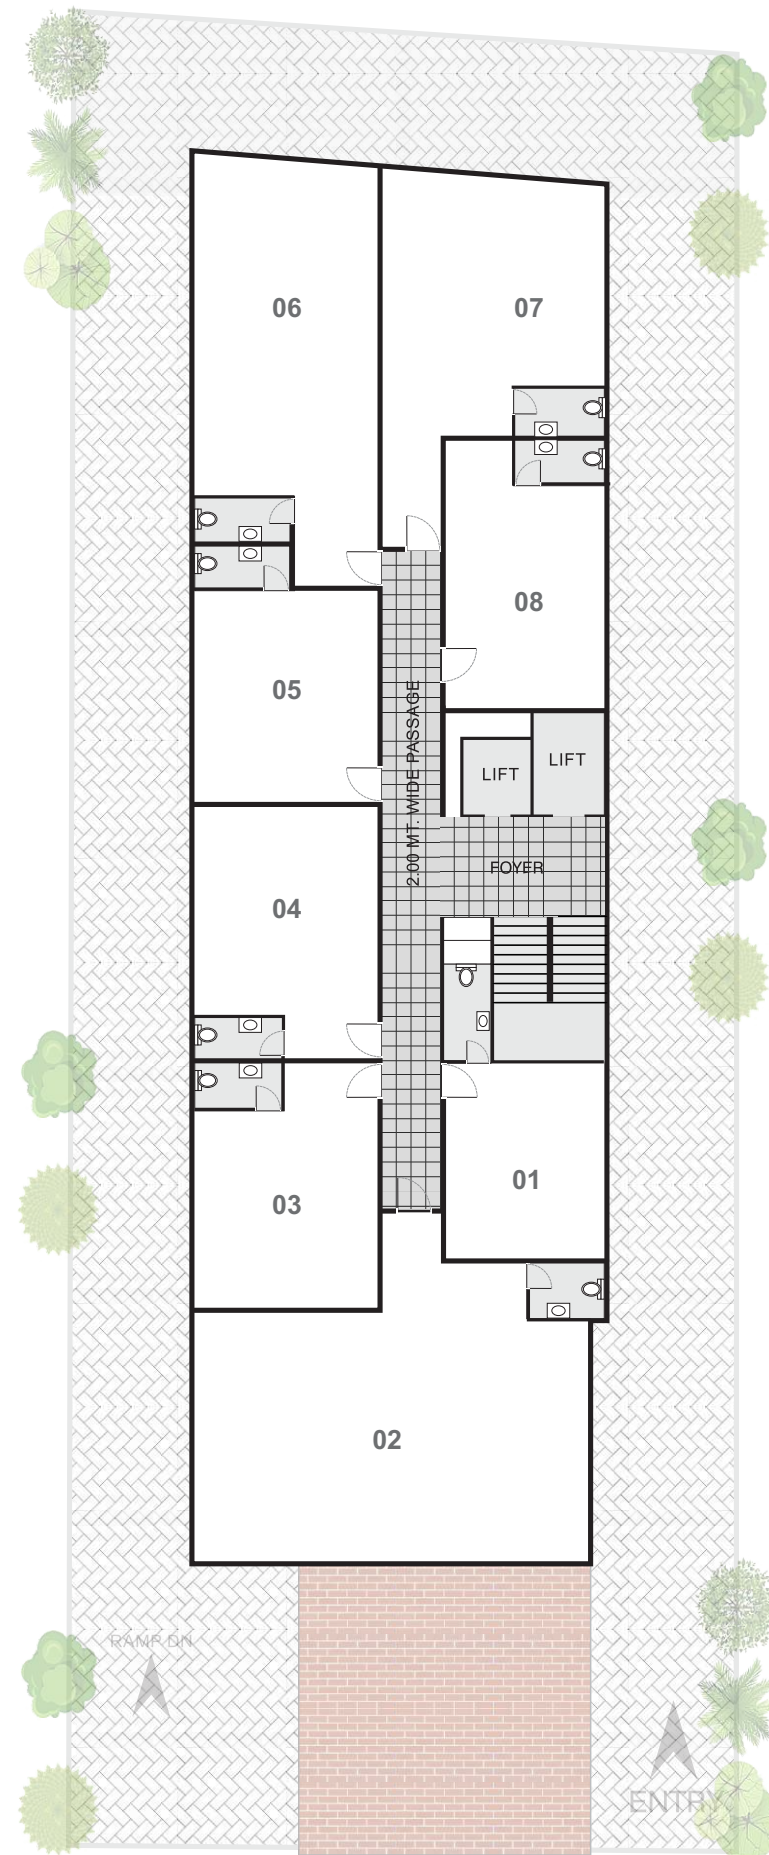 06
07
08
05
2.00 MT. WIDE PASSAGE
LIFT
LIFT
FOYER
04
01
03
02
RAMP DN
ENTRY